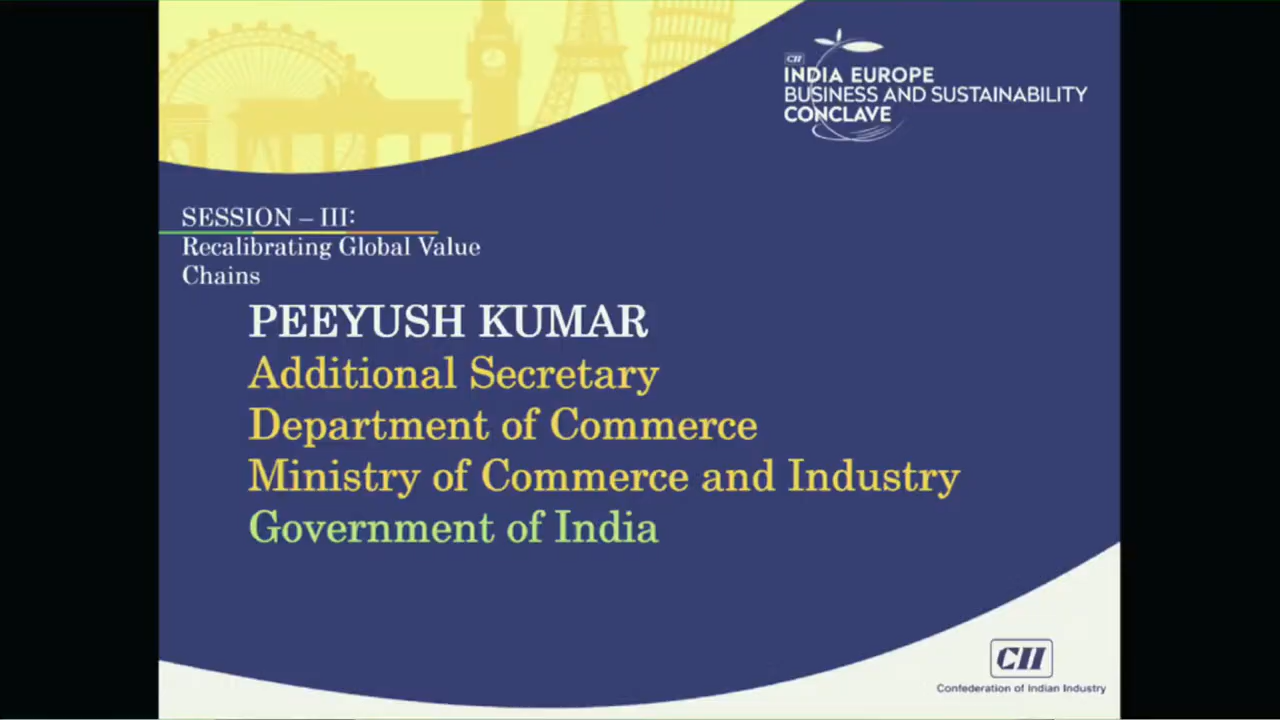 CII
INDIA EUROPE
BUSINESS AND SUSTAINABILITY
CONCLAVE
SESSION – III:
Recalibrating Global Value
Chains
PEEYUSH KUMAR
Additional Secretary
Department of Commerce
Ministry of Commerce and Industry
Government of India
CII
Confederation of Indian Industry